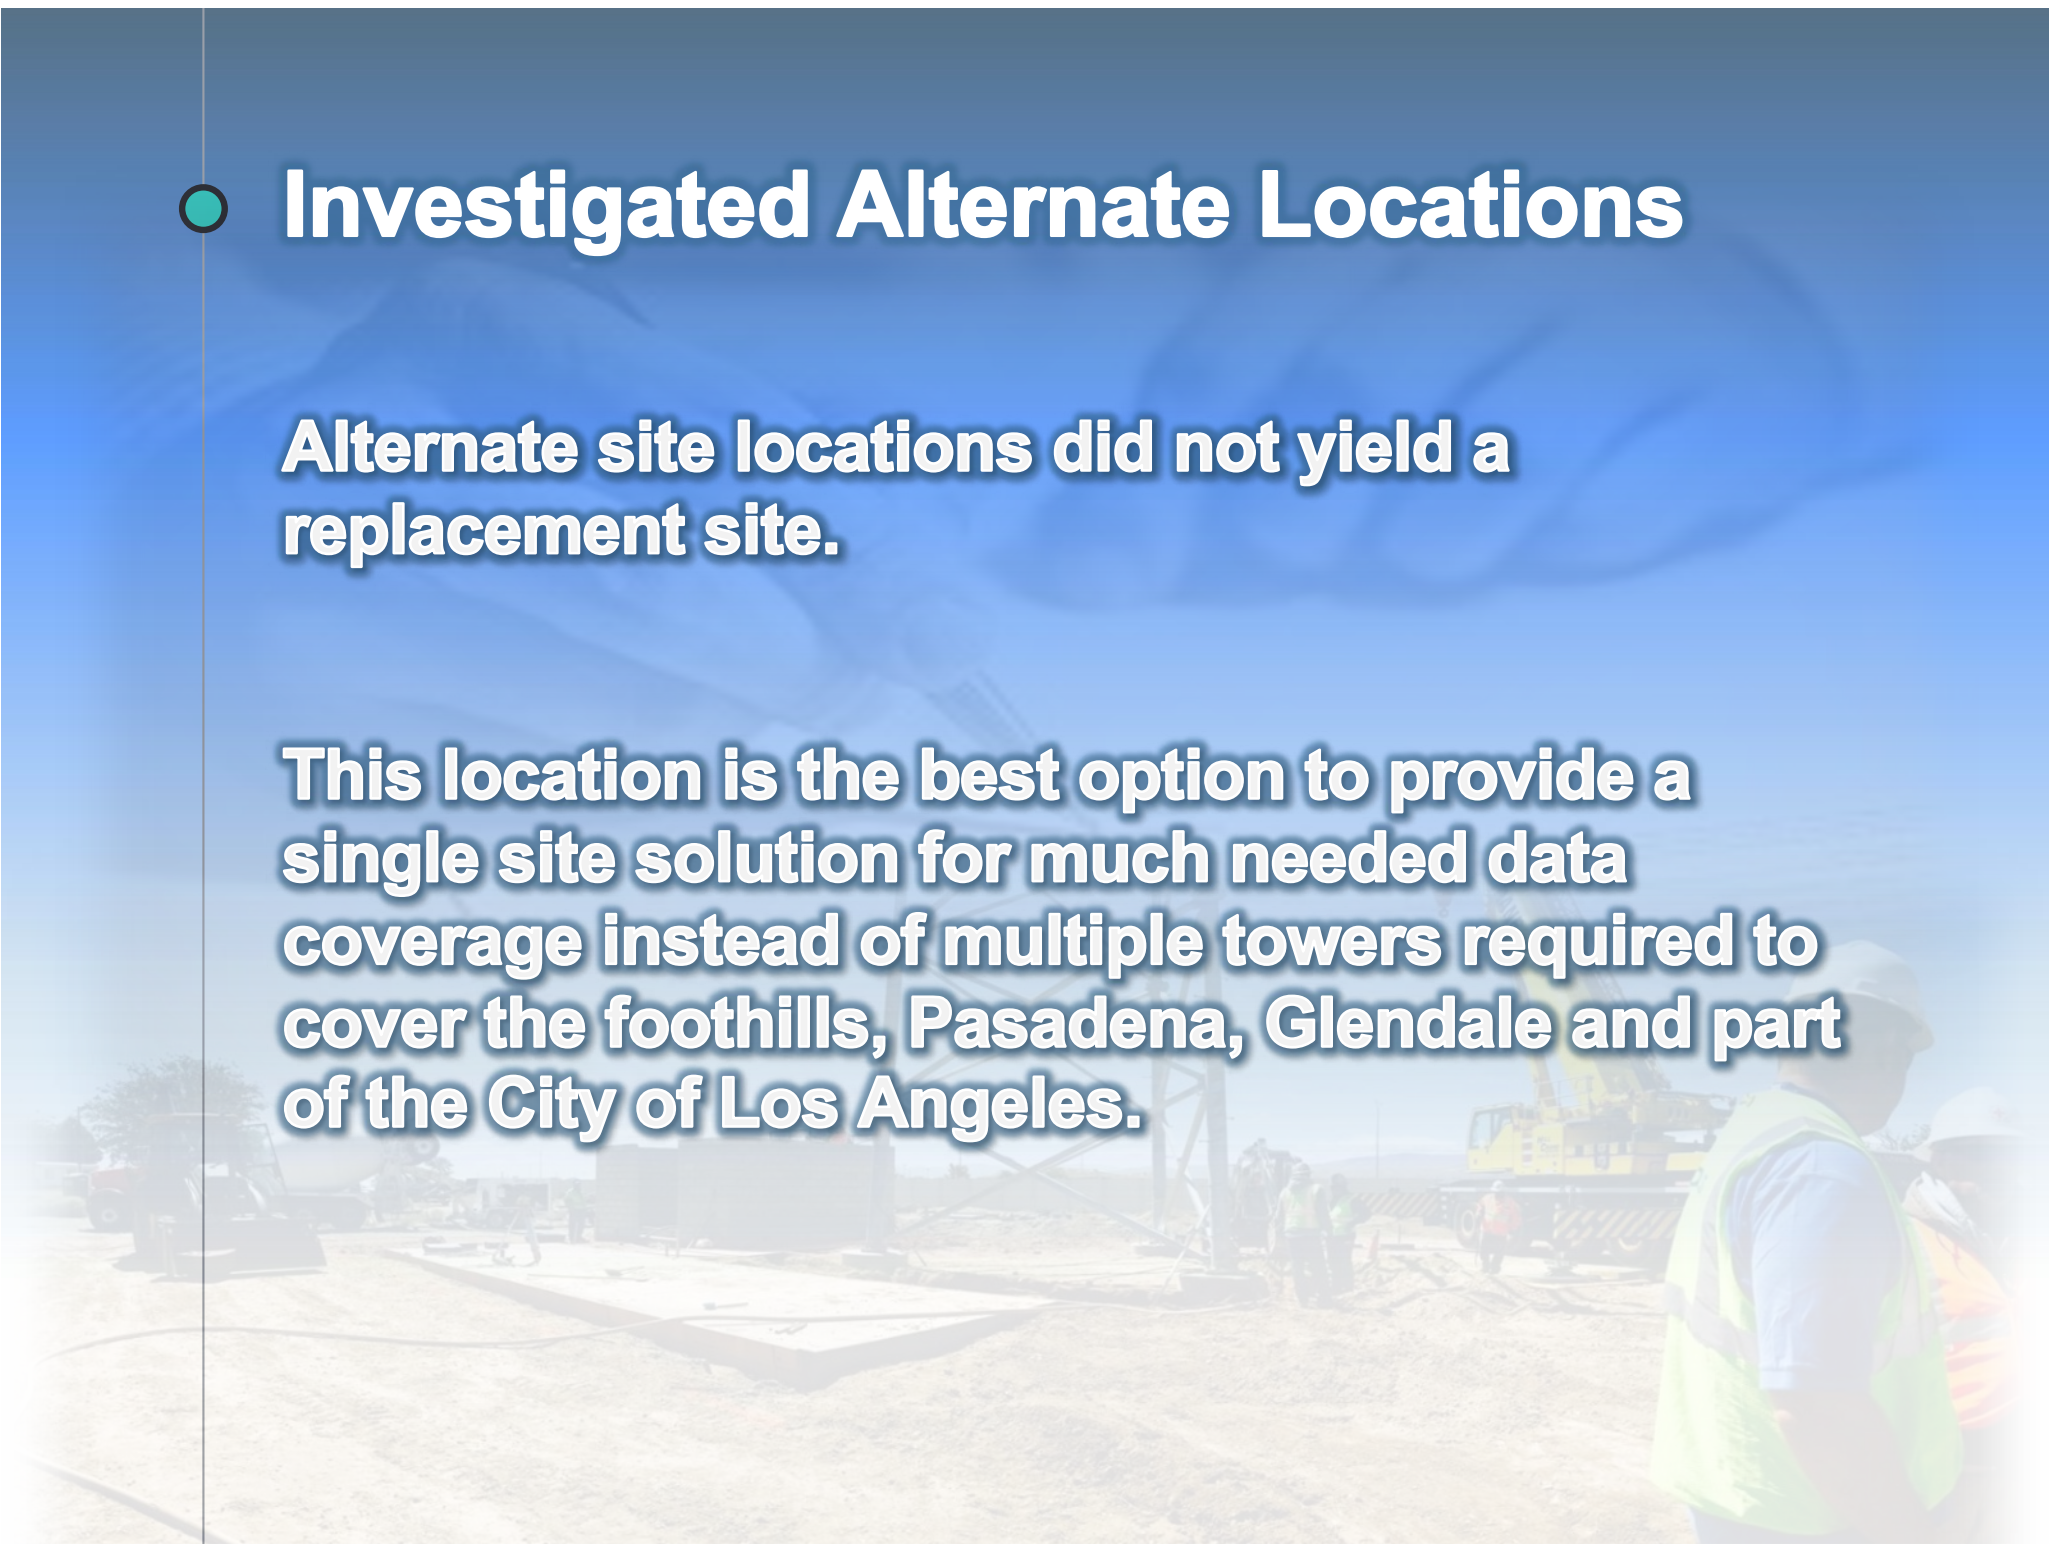 Investigated Alternate Locations
Alternate site locations did not yield a
replacement site.
This location is the best option to provide a
single site solution for much needed data
coverage instead of multiple towers required to
cover the foothills, Pasadena, Glendale and part
of the City of Los Angeles.